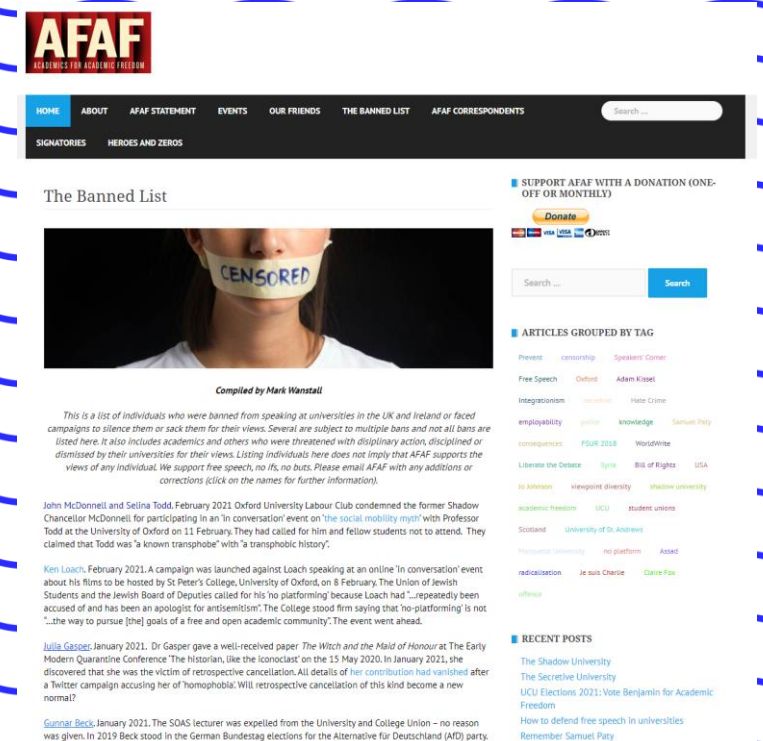 AFAF
ACADEMICS FOR ACADEMIC FREEDOM
HOME ABOUT AFAF STATEMENT EVENTS OUR FRIENDS THE BANNED LIST AFAF CORRESPONDENTS
Search ...
SIGNATORIES HEROES AND ZEROS
The Banned List
CENSORED
Compiled by Mark Wanstall
This is a list of individuals who were banned from speaking at universities in the UK and Ireland or faced
campaigns to silence them or sack them for their views. Several are subject to multiple bans and not all bans are
listed here. It also includes academics and others who were threatened with disiplinary action, disciplined or
dismissed by their universities for their views. Listing individuals here does not imply that AFAF supports the
views of any individual. We support free speech, no ifs, no buts. Please email AFAF with any additions or
corrections (click on the names for further information).
John McDonnell and Selina Todd. February 2021 Oxford University Labour Club condemned the former Shadow
Chancellor McDonnell for participating in an 'in conversation' event on 'the social mobility myth' with Professor
Todd at the University of Oxford on 11 February. They had called for him and fellow students not to attend. They
claimed that Todd was "a known transphobe" with "a transphobic history".
Ken Loach. February 2021. A campaign was launched against Loach speaking at an online 'in conversation' event
about his films to be hosted by St Peter's College, University of Oxford, on 8 February. The Union of Jewish
Students and the Jewish Board of Deputies called for his 'no platforming' because Loach had "...repeatedly been
accused of and has been an apologist for antisemitism". The College stood firm saying that 'no-platforming' is not
"...the way to pursue [the] goals of a free and open academic community". The event went ahead.
Julia Gasper. January 2021. Dr Gasper gave a well-received paper The Witch and the Maid of Honour at The Early
Modern Quarantine Conference 'The historian, like the iconoclast' on the 15 May 2020. In January 2021, she
discovered that she was the victim of retrospective cancellation. All details of her contribution had vanished after
a Twitter campaign accusing her of 'homophobia'. Will retrospective cancellation of this kind become a new
normal?
Gunnar Beck. January 2021. The SOAS lecturer was expelled from the University and College Union – no reason
was given. In 2019 Beck stood in the German Bundestag elections for the Alternative für Deutschland (AfD) party.
SUPPORT AFAF WITH A DONATION (ONE-
OFF OR MONTHLY)
Donate
VISA VISA
Search ... Search
ARTICLES GROUPED BY TAG
Prevent censorship Speakers' Corner
Free Speech Oxford Adam Kissel
Integrationism Hate Crime
employability knowledge Samuel Paty
consequences FSUR 2018 WorldWrite
Liberate the Debate Syria Bill of Rights USA
Jo Johnson viewpoint diversity shadow university
academic freedom UCU student unions
Scotland University of St. Andrews
Macquarie University no platform Assad
radicalisation Je suis Charlie Claire Fox
offence
RECENT POSTS
The Shadow University
The Secretive University
UCU Elections 2021: Vote Benjamin for Academic
Freedom
How to defend free speech in universities
Remember Samuel Paty